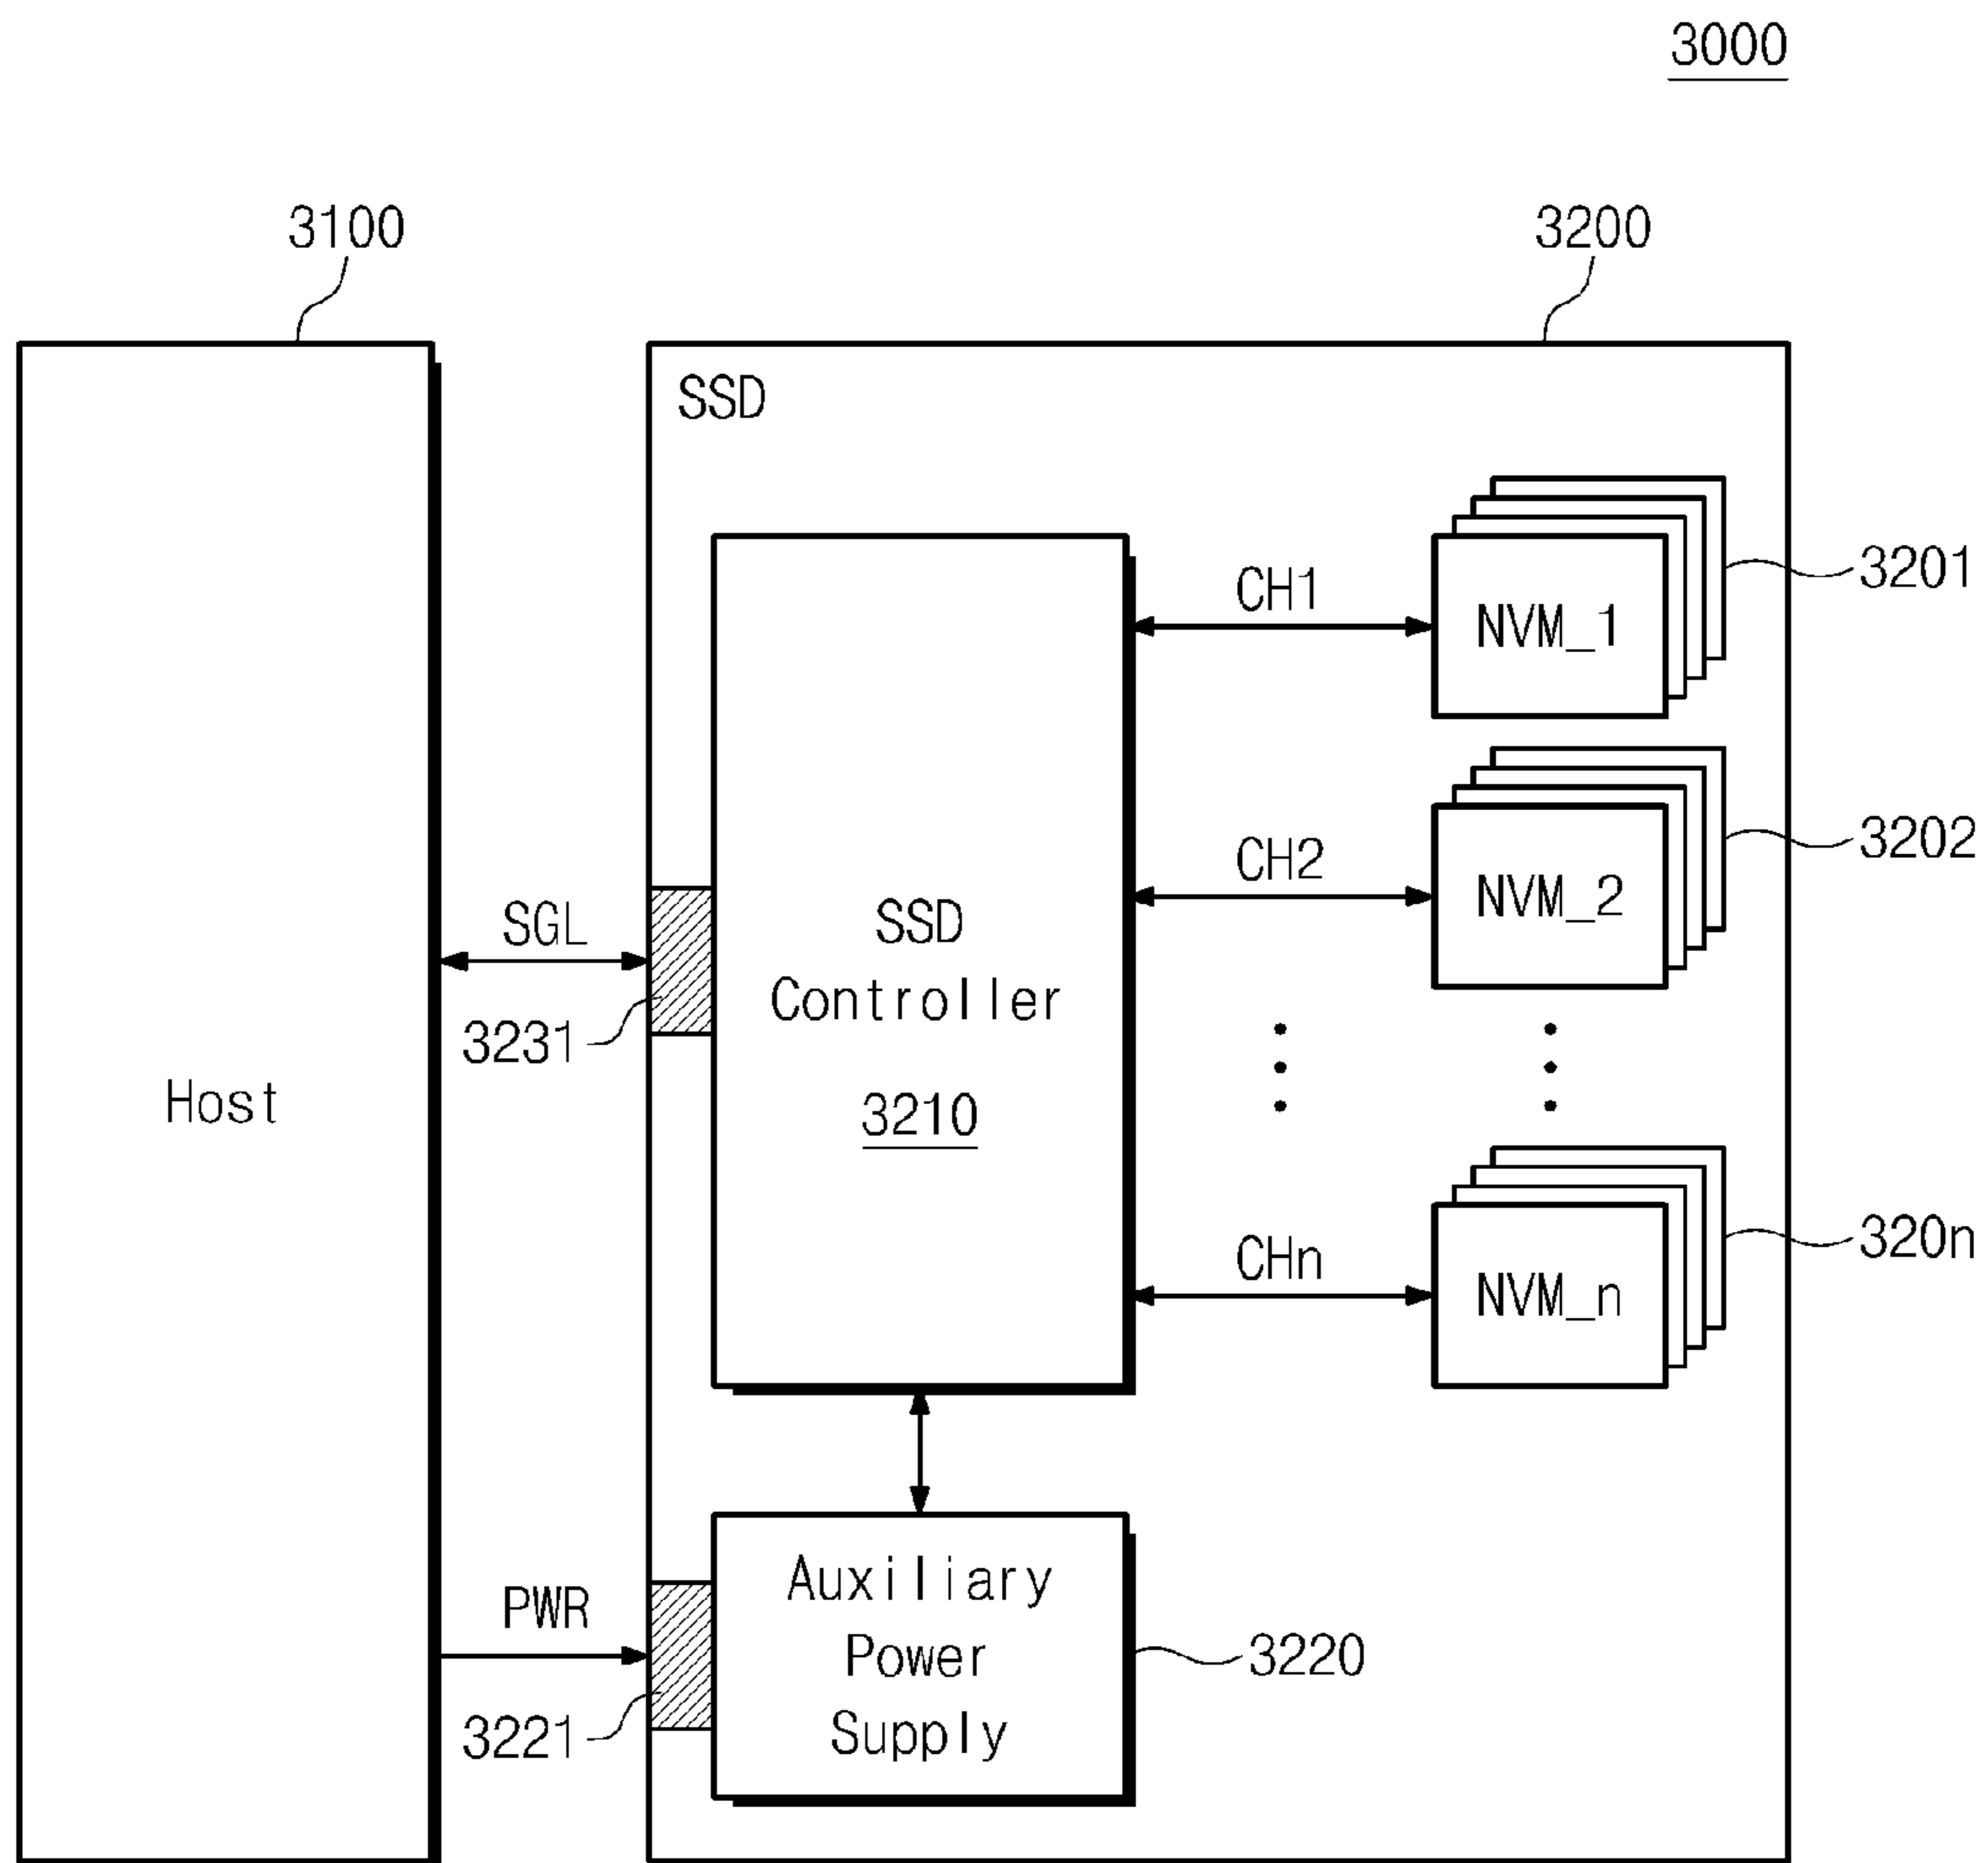 3000
3100
3200
SSD
CH1
NVM_1
3201
CH2
NVM_2
3202
SGL
3231
SSD
Controller
3210
Host
CHn
NVM_n
320n
PWR
3221
Auxiliary
Power
Supply
3220